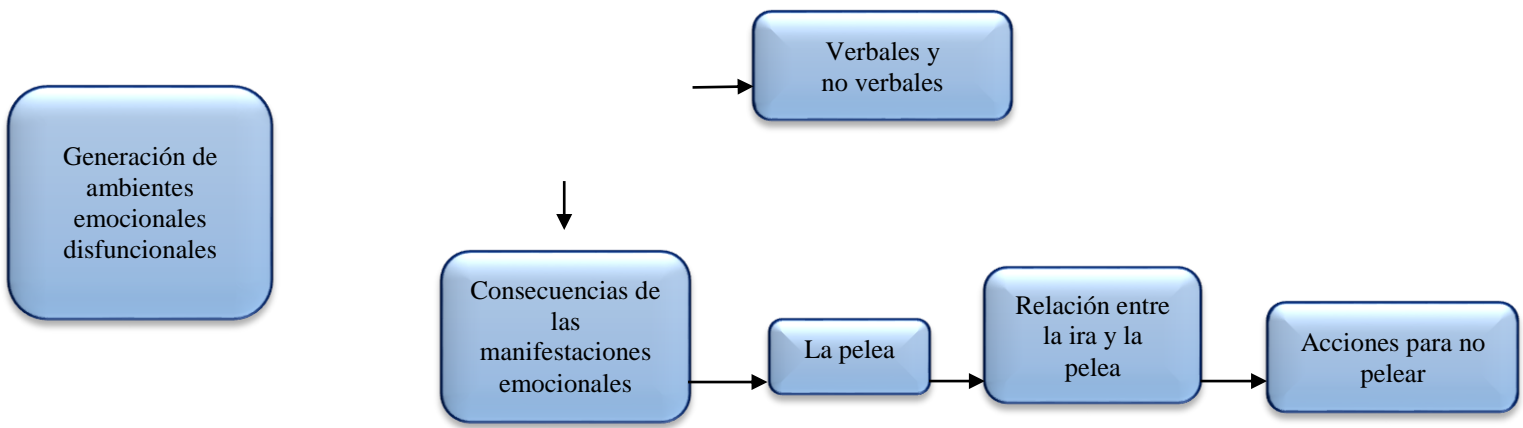 Verbales y
no verbales
Generación de
ambientes
emocionales
disfuncionales
Consecuencias de
las
manifestaciones
emocionales
La pelea
Relación entre
la ira y la
pelea
Acciones para no
pelear